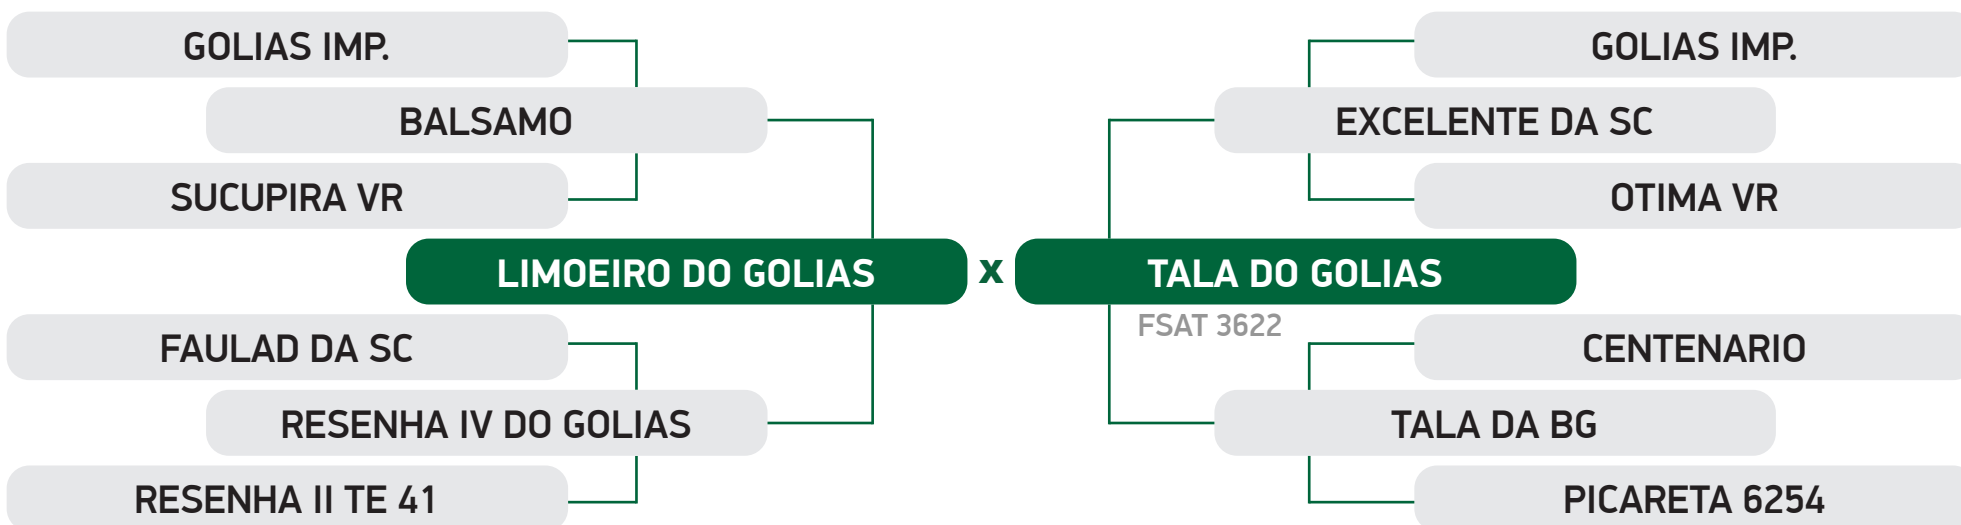 GOLIAS IMP.
GOLIAS IMP.
BALSAMO
EXCELENTE DA SC
SUCUPIRA VR
OTIMA VR
LIMOEIRO DO GOLIAS x TALA DO GOLIAS
FSAT 3622
FAULAD DA SC
CENTENARIO
RESENHA IV DO GOLIAS
TALA DA BG
RESENHA II TE 41
PICARETA 6254